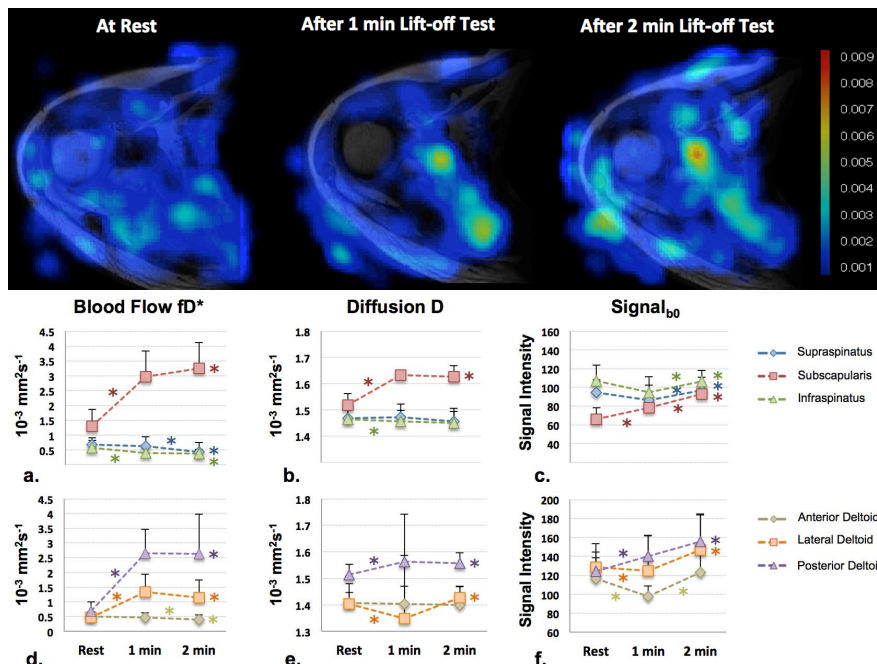 At Rest
After 1 min Lift-off Test
After 2 min Lift-off Test
0.009
0.008
0.007
0.006
0.005
0.004
0.003
0.002
0.001
Blood Flow fD*
Diffusion D
Signal b0
10⁻³ mm²s⁻¹
4.5
4
3.5
3
2.5
2
1.5
1
0.5
* * * * * *
a.
10⁻³ mm²s⁻¹
1.8
1.7
1.6
1.5
1.4
* * *
b.
Signal Intensity
160
140
120
100
80
60
40
* * * * * *
c.
Supraspinatus
Subscapularis
Infraspinatus
10⁻³ mm²s⁻¹
4.5
4
3.5
3
2.5
2
1.5
1
0.5
0
* * * * * *
Rest 1 min 2 min
d.
10⁻³ mm²s⁻¹
1.8
1.7
1.6
1.5
1.4
1.3
* * * *
Rest 1 min 2 min
e.
Signal Intensity
200
180
160
140
120
100
80
60
* * * * * *
Rest 1 min 2 min
f.
Anterior Deltoid
Lateral Deltoid
Posterior Deltoi